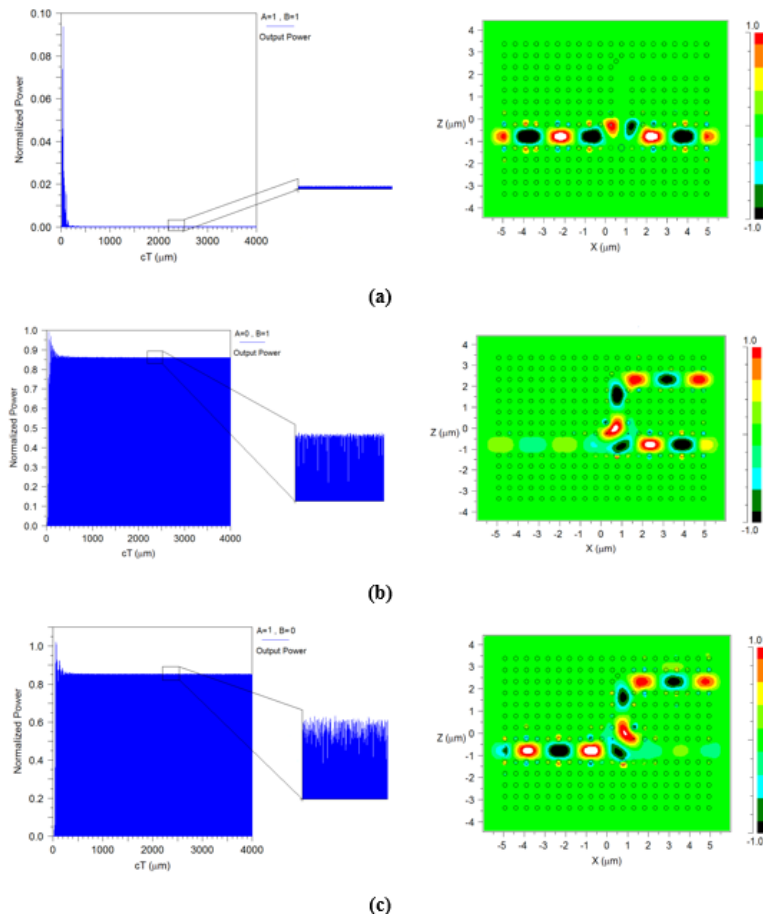 A=1 , B=1
Output Power
Normalized Power
0.10
0.08
0.06
0.04
0.02
0.00
0 1000 2000 3000 4000
cT (μm)
Z (μm)
4
3
2
1
0
-1
-2
-3
-4
-5 -4 -3 -2 -1 0 1 2 3 4 5
X (μm)
1.0
-1.0
(a)
A=0 , B=1
Output Power
Normalized Power
1.0
0.9
0.8
0.7
0.6
0.5
0.4
0.3
0.2
0.1
0.0
0 1000 2000 3000 4000
cT (μm)
Z (μm)
4
3
2
1
0
-1
-2
-3
-4
-5 -4 -3 -2 -1 0 1 2 3 4 5
X (μm)
1.0
-1.0
(b)
A=1 , B=0
Output Power
Normalized Power
1.0
0.8
0.6
0.4
0.2
0.0
0 1000 2000 3000 4000
cT (μm)
Z (μm)
4
3
2
1
0
-1
-2
-3
-4
-5 -4 -3 -2 -1 0 1 2 3 4 5
X (μm)
1.0
-1.0
(c)